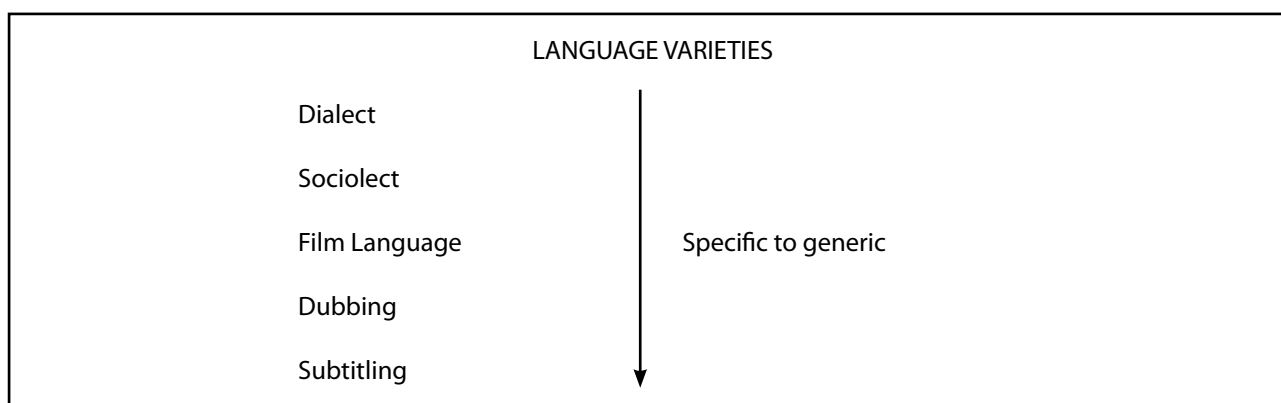 LANGUAGE VARIETIES
Dialect
Sociolect
Film Language
Specific to generic
Dubbing
Subtitling